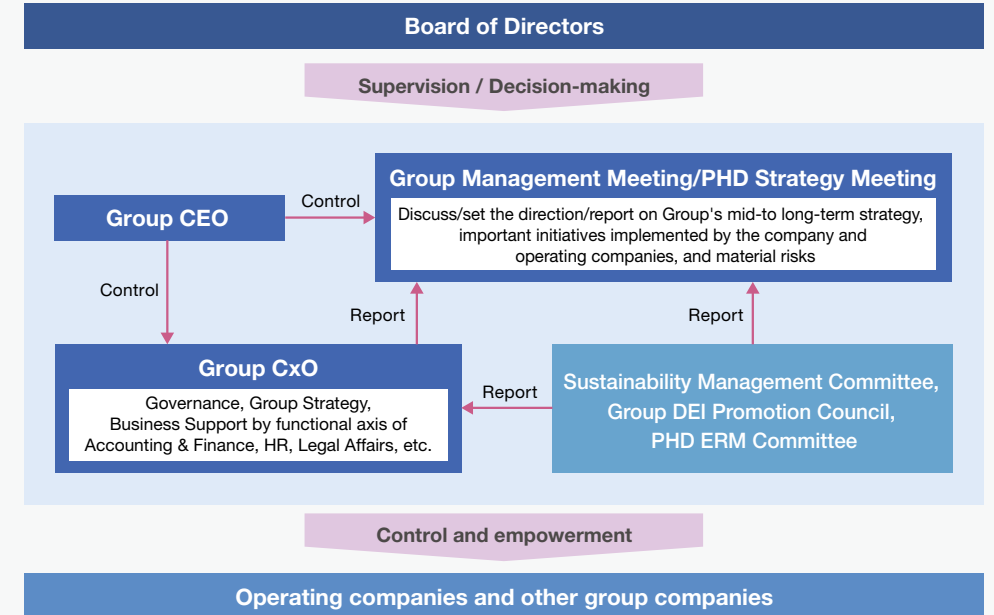 Board of Directors
Supervision / Decision-making
Group CEO
Control
Group Management Meeting/PHD Strategy Meeting
Discuss/set the direction/report on Group's mid-to long-term strategy,
important initiatives implemented by the company and
operating companies, and material risks
Control
Report
Report
Group CxO
Governance, Group Strategy,
Business Support by functional axis of
Accounting & Finance, HR, Legal Affairs, etc.
Report
Sustainability Management Committee,
Group DEI Promotion Council,
PHD ERM Committee
Control and empowerment
Operating companies and other group companies